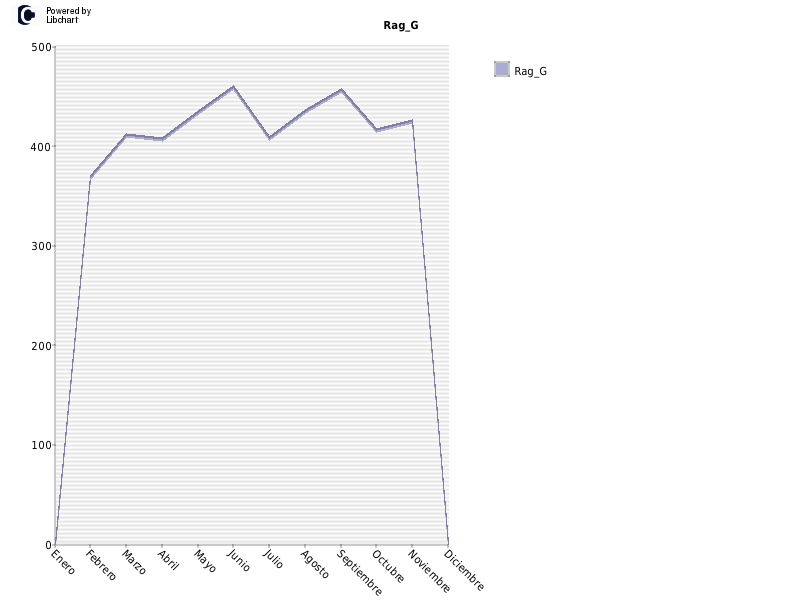 Powered by
Libchart
Rag_G
500
400
300
200
100
0
Rag_G
Enero
Febrero
Marzo
Abril
Mayo
Junio
Julio
Agosto
Septiembre
Octubre
Noviembre
Diciembre